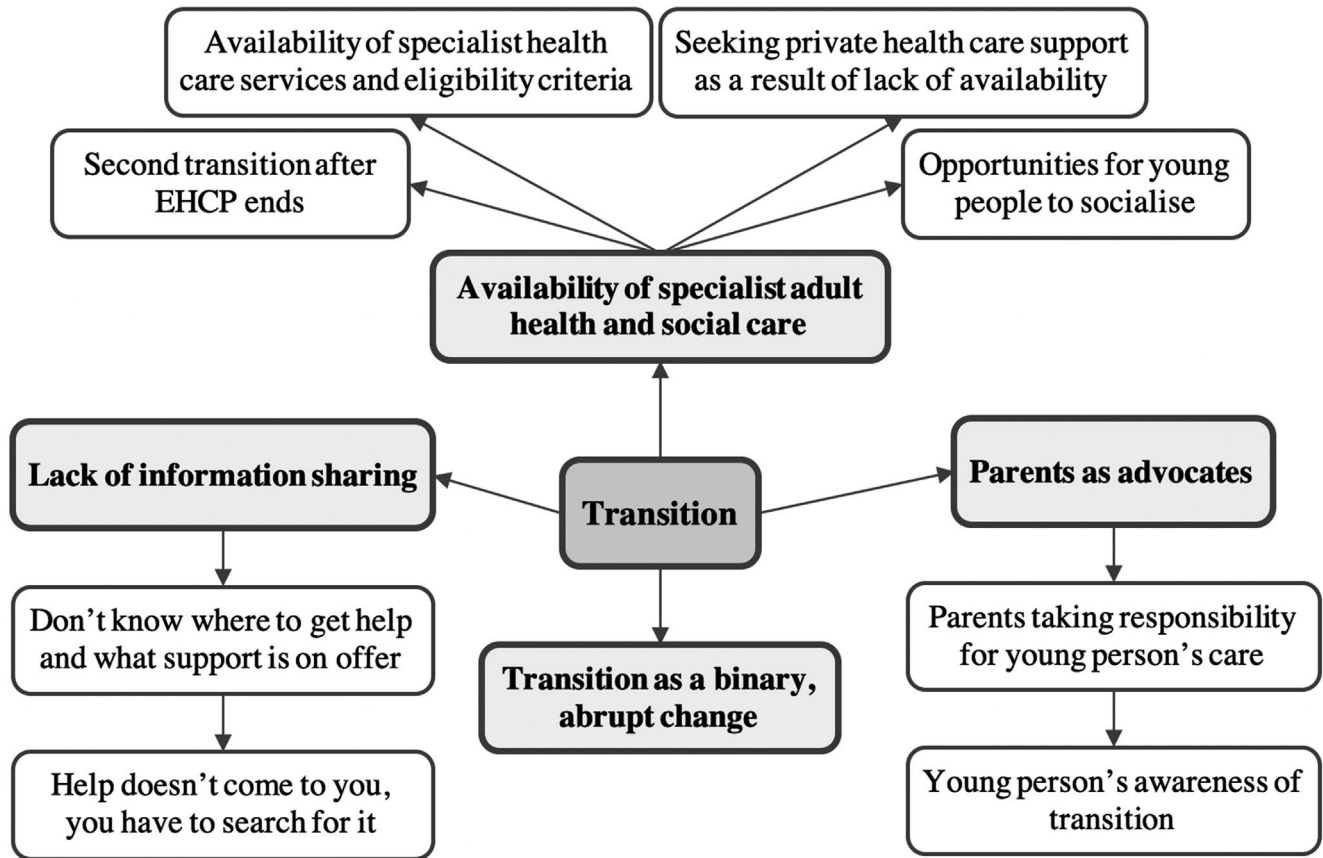 Availability of specialist health
care services and eligibility criteria
Seeking private health care support
as a result of lack of availability
Second transition after
EHCP ends
Opportunities for young
people to socialise
Availability of specialist adult
health and social care
Lack of information sharing
Transition
Parents as advocates
Don't know where to get help
and what support is on offer
Transition as a binary,
abrupt change
Parents taking responsibility
for young person's care
Help doesn't come to you,
you have to search for it
Young person's awareness of
transition